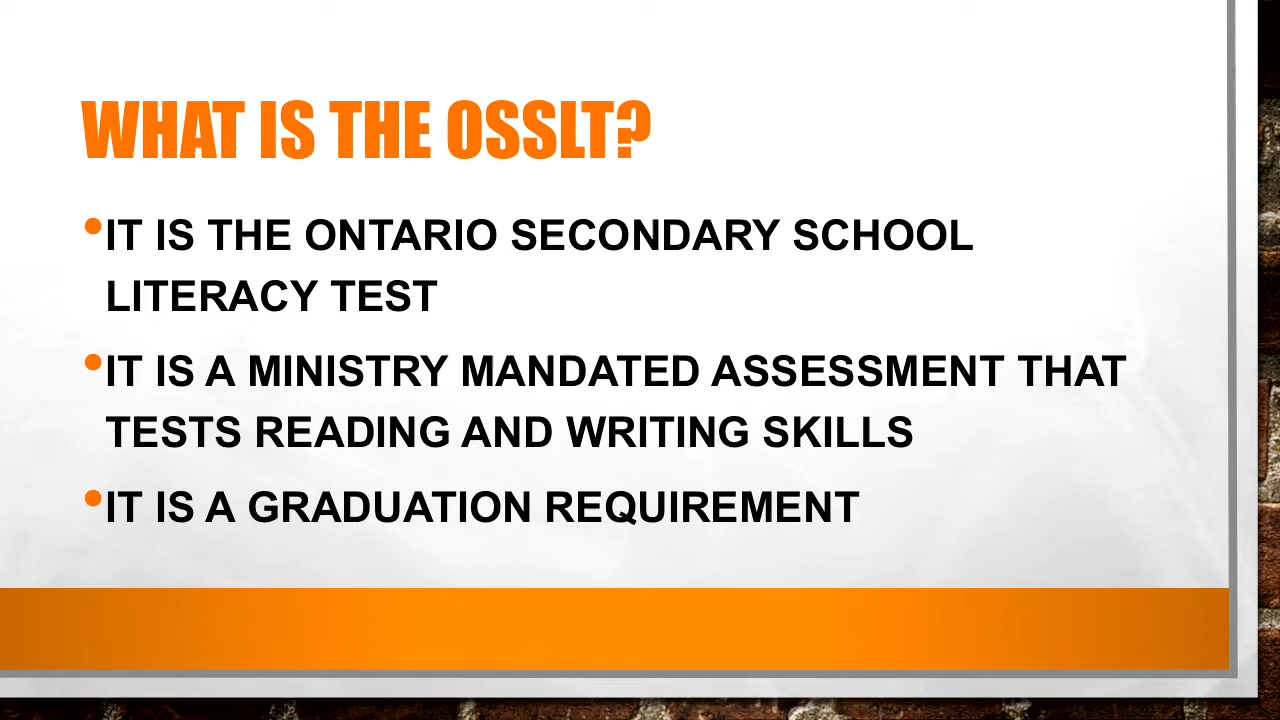 WHAT IS THE OSSLT?
•IT IS THE ONTARIO SECONDARY SCHOOL
LITERACY TEST
•IT IS A MINISTRY MANDATED ASSESSMENT THAT
TESTS READING AND WRITING SKILLS
•IT IS A GRADUATION REQUIREMENT